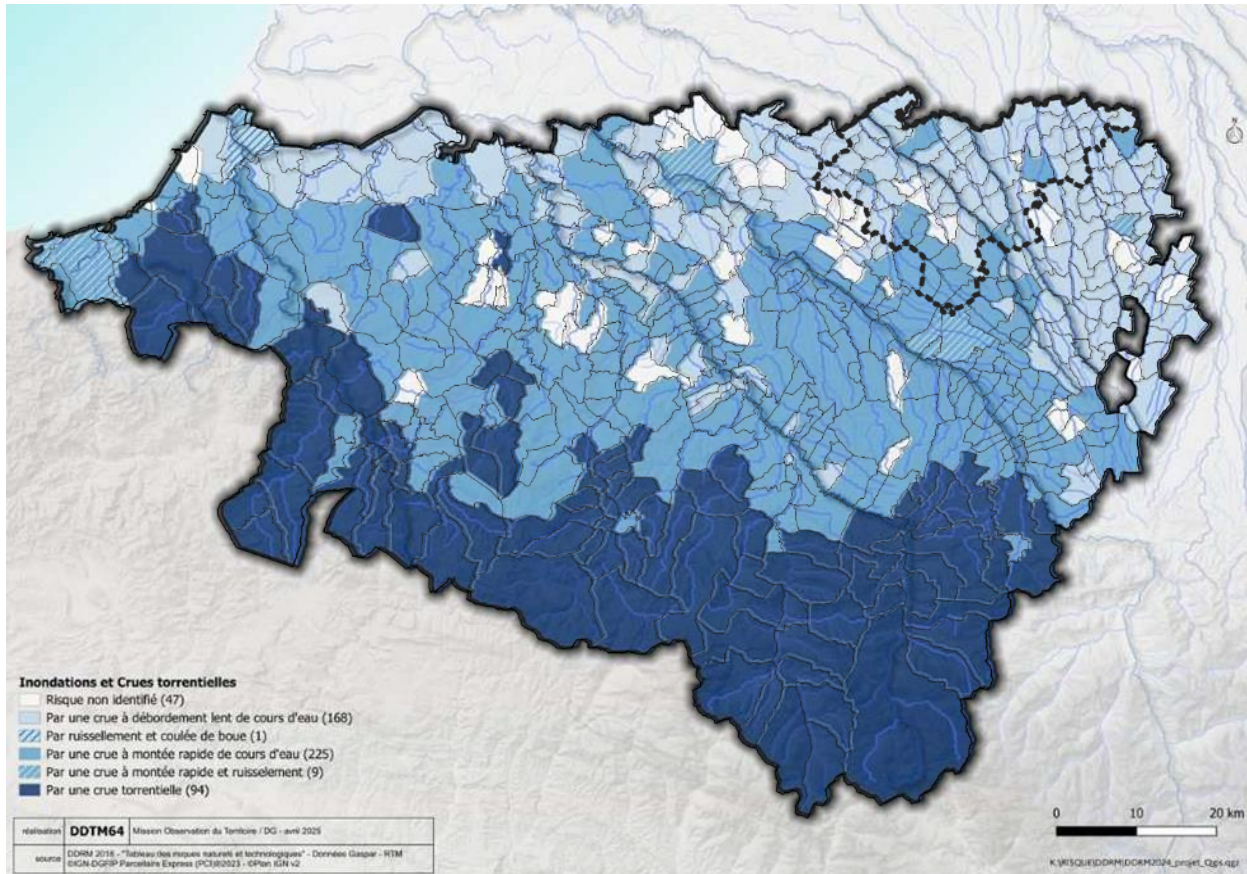 N
Inondations et Crues torrentielles
Risque non identifié (47)
Par une crue à débordement lent de cours d'eau (168)
Par ruissellement et coulée de boue (1)
Par une crue à montée rapide de cours d'eau (225)
Par une crue à montée rapide et ruisselement (9)
Par une crue torrentielle (94)
0 10 20 km
réalisation DDTM64 Mission Observation du Territoire / DG - avril 2025
source DDRM 2018 - "Tableau des risques naturels et technologiques" - Données Gaspar - RTM
©IGN-DGFIP Parcellaire Express (PCI)@2023 - ©Plan IGN v2
K:\RISQUE\DDRM\DDRM2024_projet_Qgs.qgz